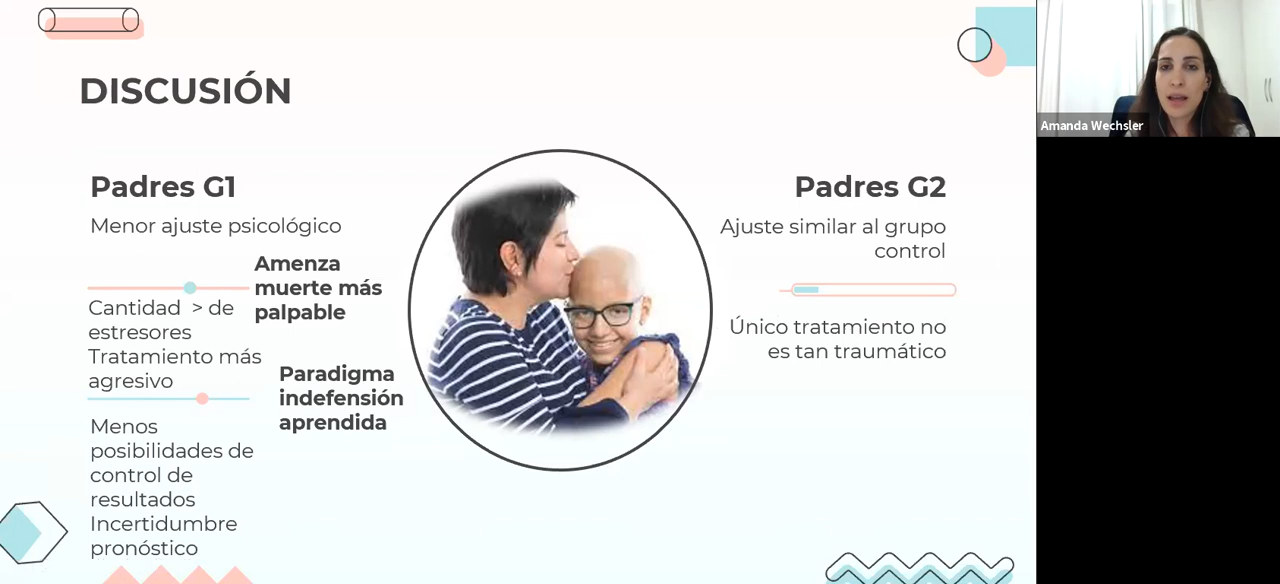 DISCUSIÓN
Padres G1
Menor ajuste psicológico
Amenza
muerte más
palpable
Cantidad > de
estresores
Tratamiento más
agresivo
Paradigma
indefensión
aprendida
Menos
posibilidades de
control de
resultados
Incertidumbre
pronóstico
Padres G2
Ajuste similar al grupo
control
Único tratamiento no
es tan traumático
Amanda Wechsler